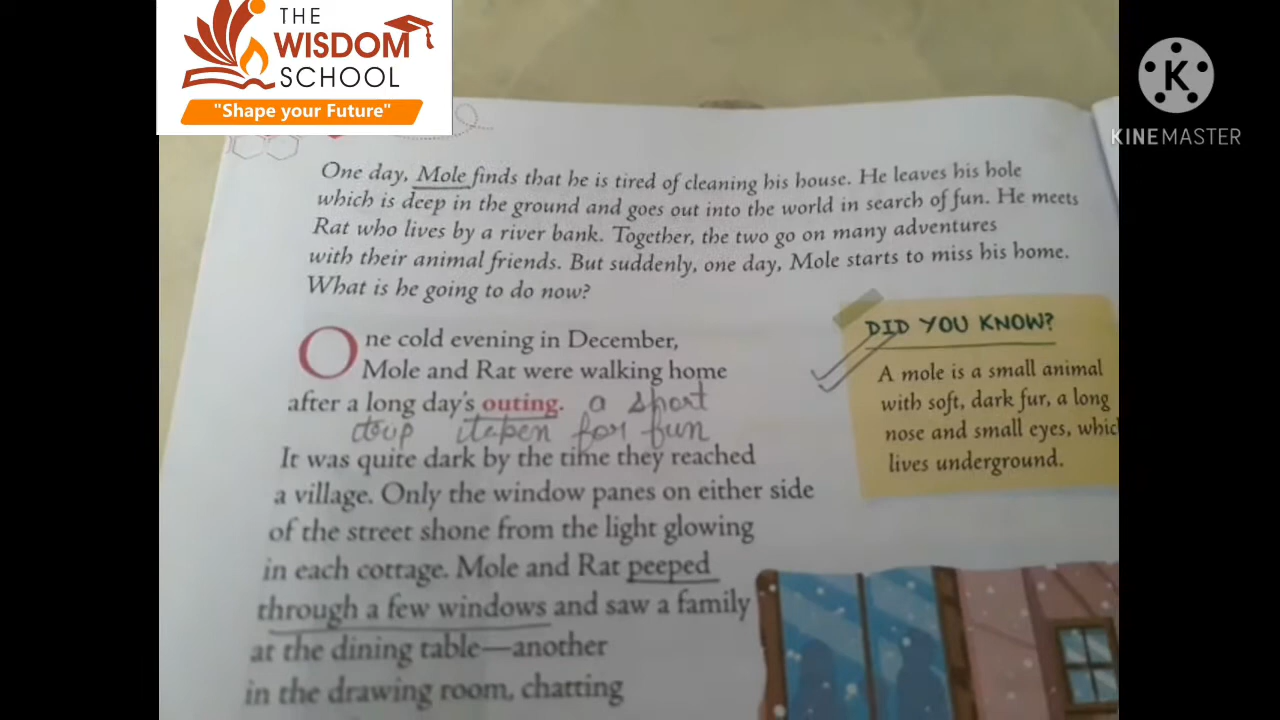 THE
WISDOM
SCHOOL
"Shape your Future"
KINEMASTER
One day, Mole finds that he is tired of cleaning his house. He leaves his hole
which is deep in the ground and goes out into the world in search of fun. He meets
Rat who lives by a river bank. Together, the two go on many adventures
with their animal friends. But suddenly, one day, Mole starts to miss his home.
What is he going to do now?
One cold evening in December,
Mole and Rat were walking home
after a long day's outing. a short
for fun
It was quite dark by the time they reached
a village. Only the window panes on either side
of the street shone from the light glowing
in each cottage. Mole and Rat peeped
through a few windows and saw a family
at the dining table—another
in the drawing room, chatting
DID YOU KNOW?
A mole is a small animal
with soft, dark fur, a long
nose and small eyes, whic
lives underground.